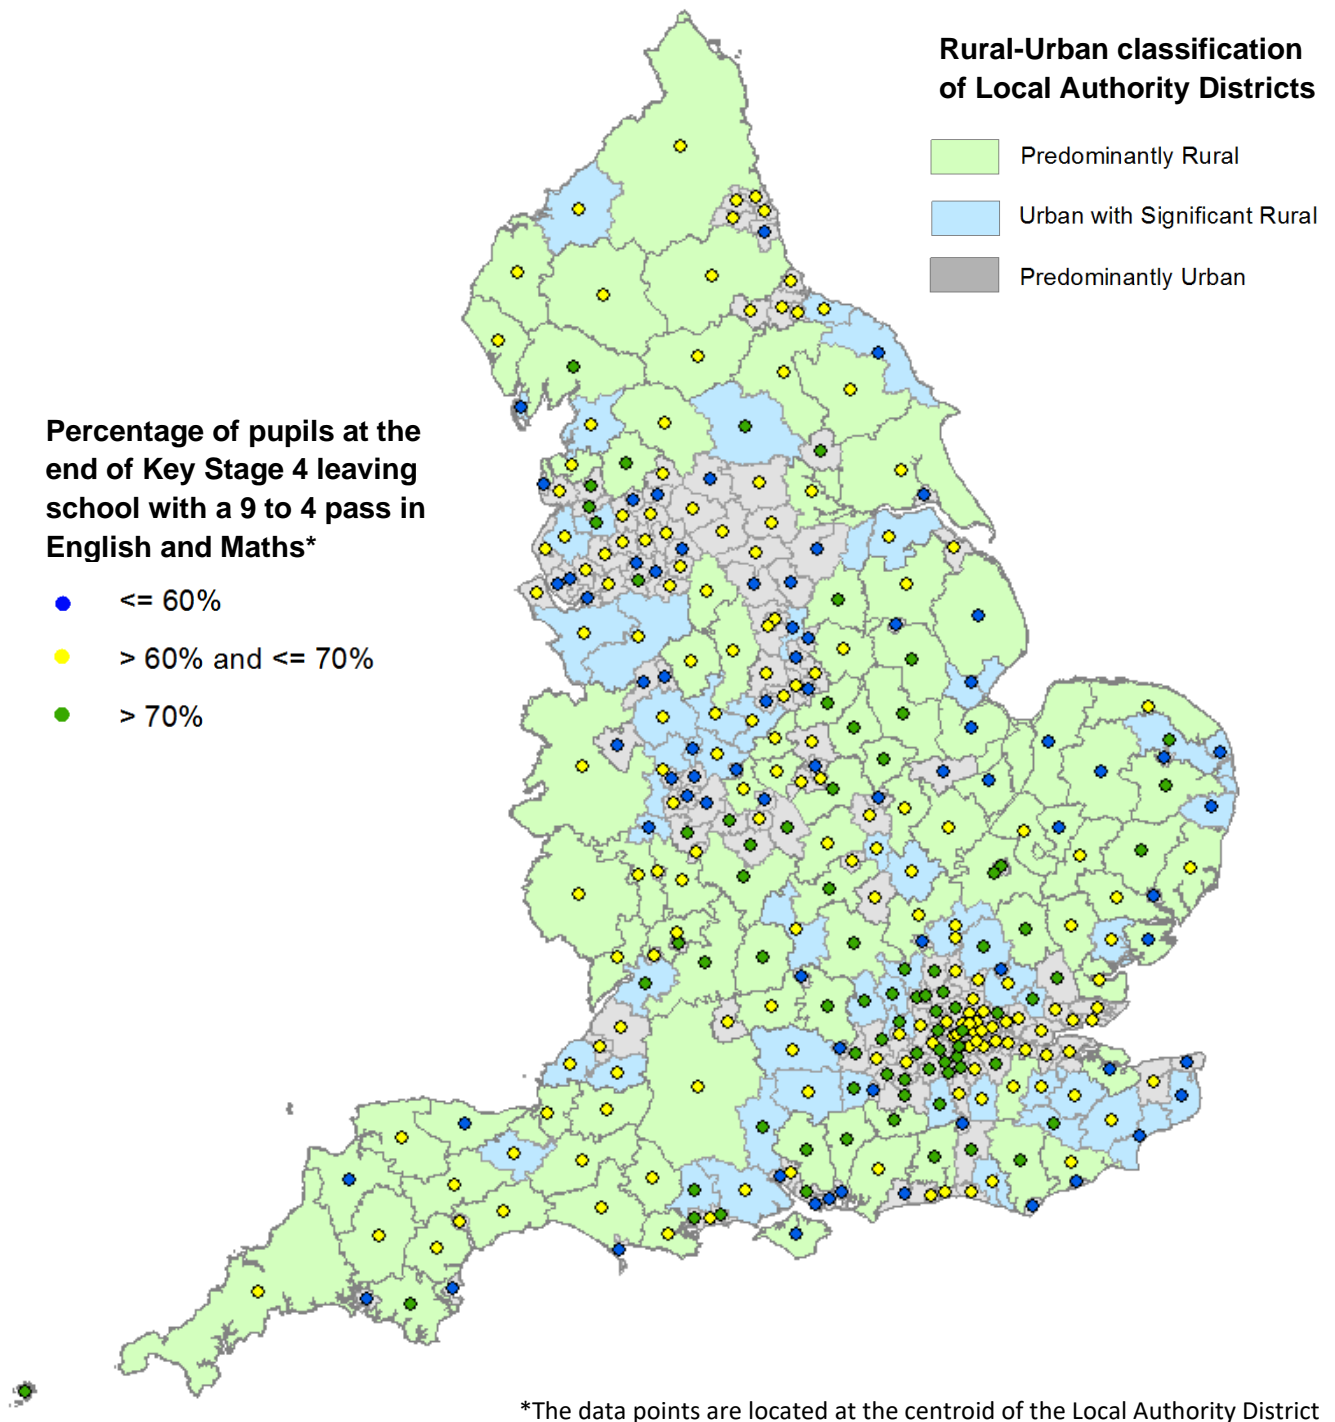 Rural-Urban classification
of Local Authority Districts
Predominantly Rural
Urban with Significant Rural
Predominantly Urban
Percentage of pupils at the
end of Key Stage 4 leaving
school with a 9 to 4 pass in
English and Maths*
<= 60%
> 60% and <= 70%
> 70%
*The data points are located at the centroid of the Local Authority District